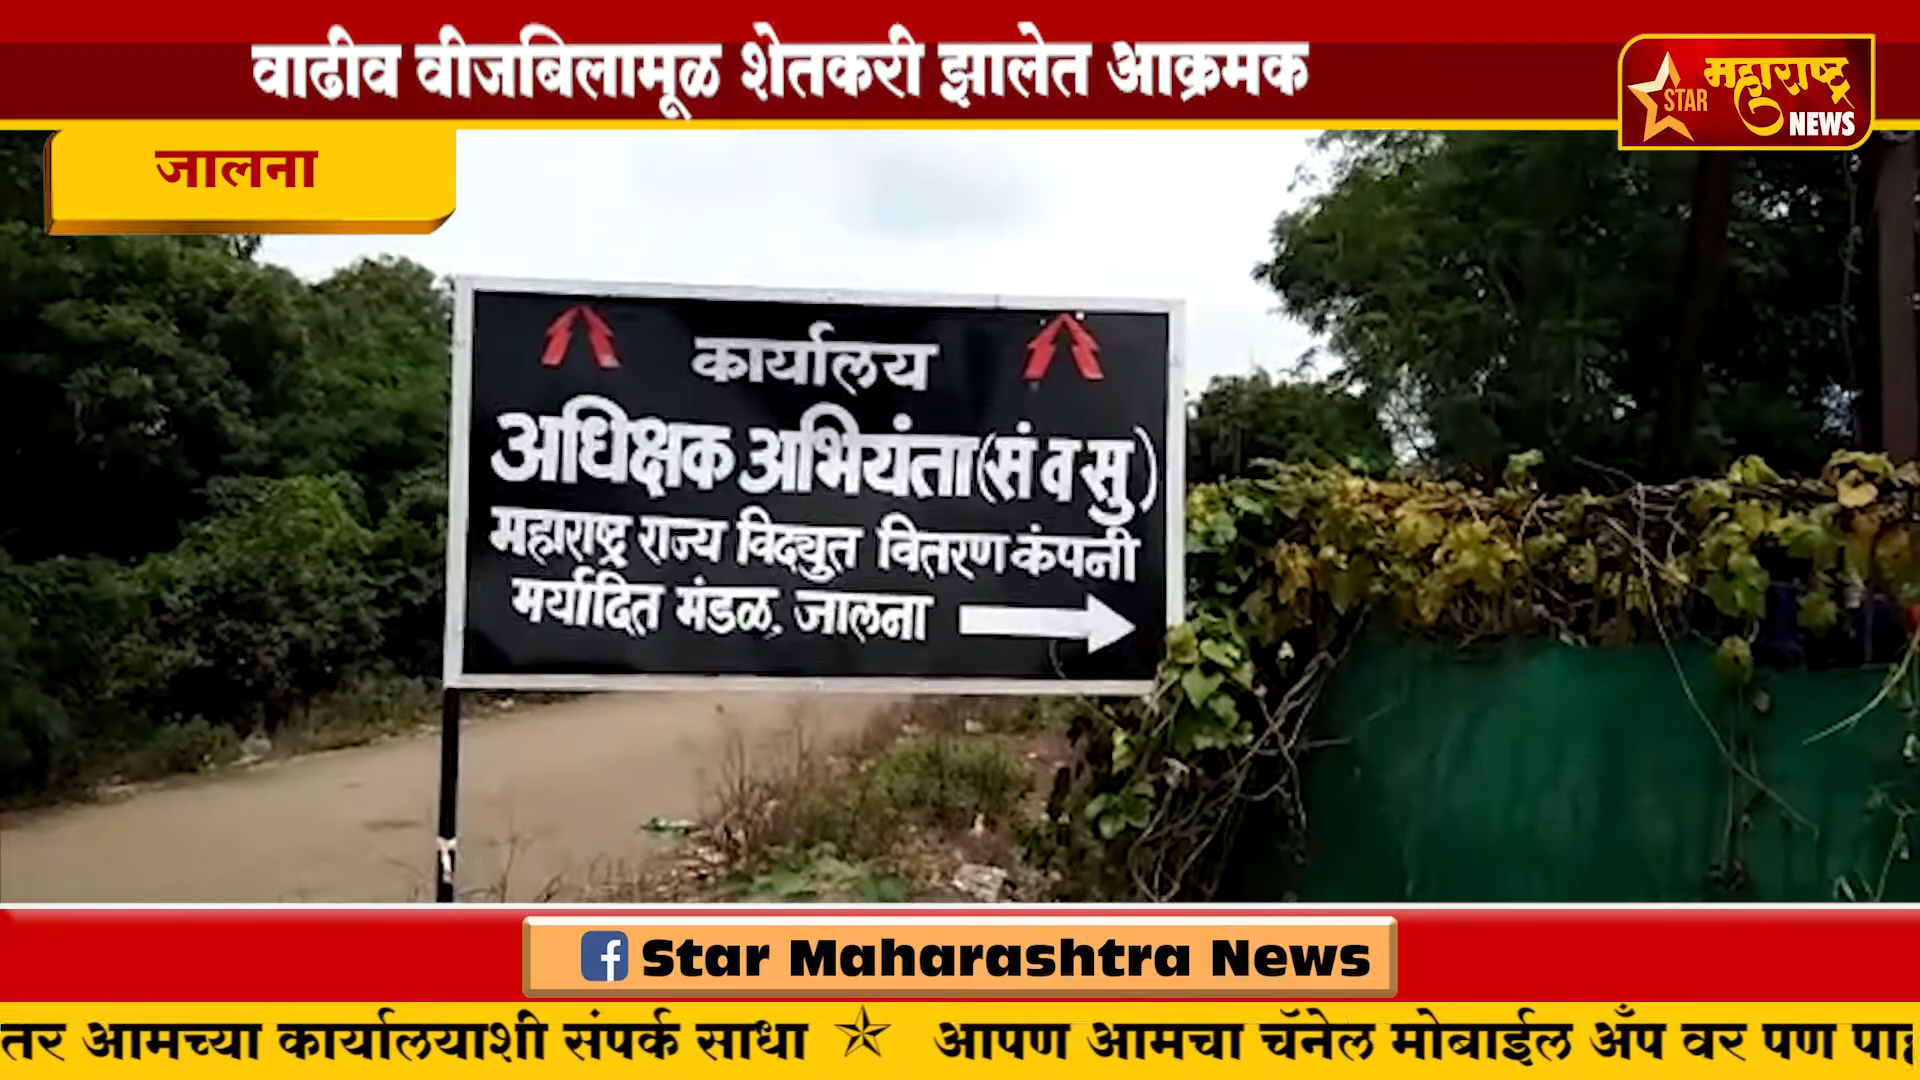 वाढीव वीजबिलामूळ शेतकरी झालेत आक्रमक
STAR महाराष्ट्र NEWS
जालना
कार्यालय
अधिक्षक अभियंता (सं व सु)
महाराष्ट्र राज्य विद्युत वितरण कंपनी
मर्यादित मंडळ, जालना
Star Maharashtra News
तर आमच्या कार्यालयाशी संपर्क साधा आपण आमचा चॅनेल मोबाईल अँप वर पण